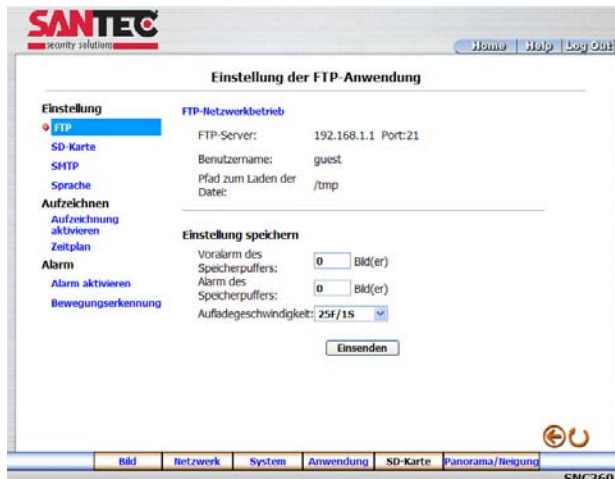 SANTEC
security solutions
Home | Help | Log Out
Einstellung der FTP-Anwendung
Einstellung
FTP
SD-Karte
SMTP
Sprache
Aufzeichnen
Aufzeichnung
aktivieren
Zeitplan
Alarm
Alarm aktivieren
Bewegungserkennung
FTP-Netzwerkbetrieb
FTP-Server: 192.168.1.1 Port:21
Benutzername: guest
Pfad zum Laden der
Datei: /tmp
Einstellung speichern
Voralarm des
Speicherpuffers: 0 Bild(er)
Alarm des
Speicherpuffers: 0 Bild(er)
Aufladegeschwindigkeit: 25F/1S
Einsenden
Bild Netzwerk System Anwendung SD-Karte Panorama/Neigung